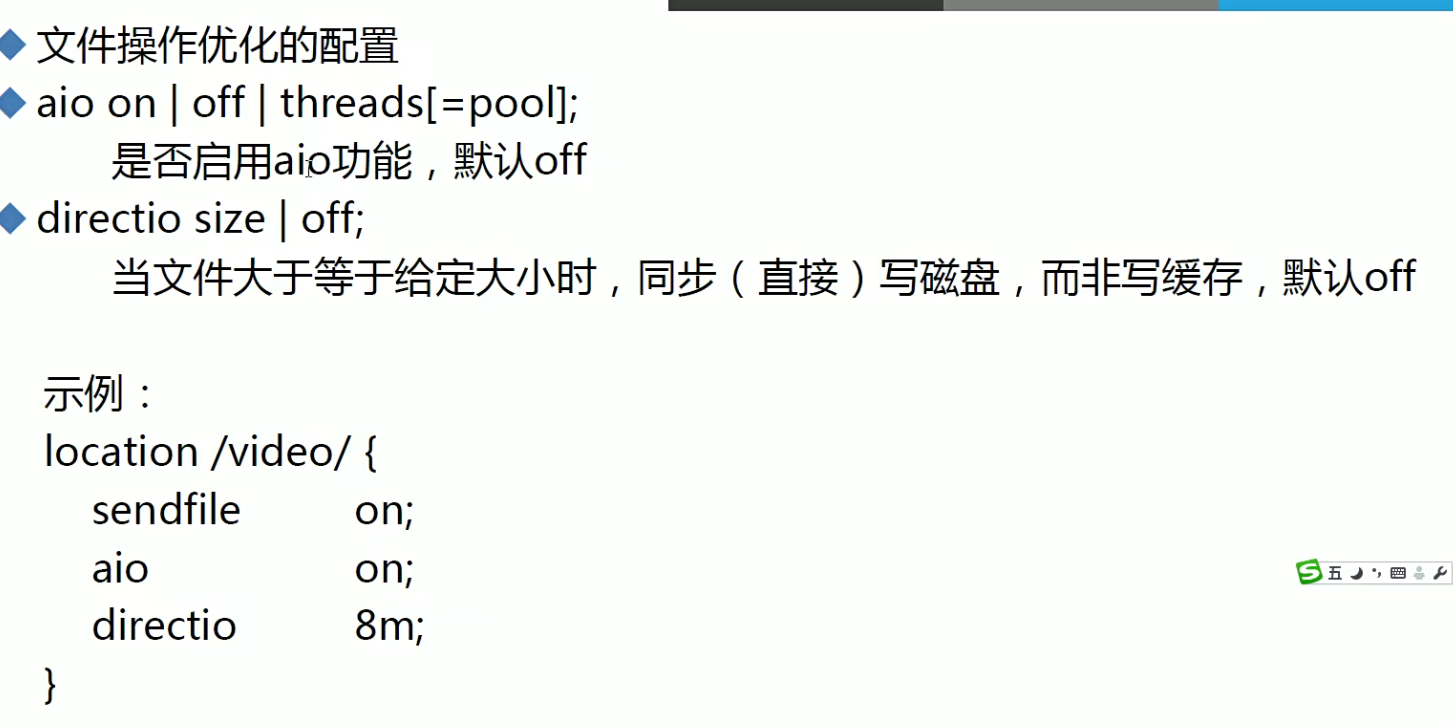 文件操作优化的配置
aio on | off | threads[=pool];
是否启用aio功能，默认off
directio size | off;
当文件大于等于给定大小时，同步（直接）写磁盘，而非写缓存，默认off
示例：
location /video/ {
sendfile on;
aio on;
directio 8m;
}
S 五